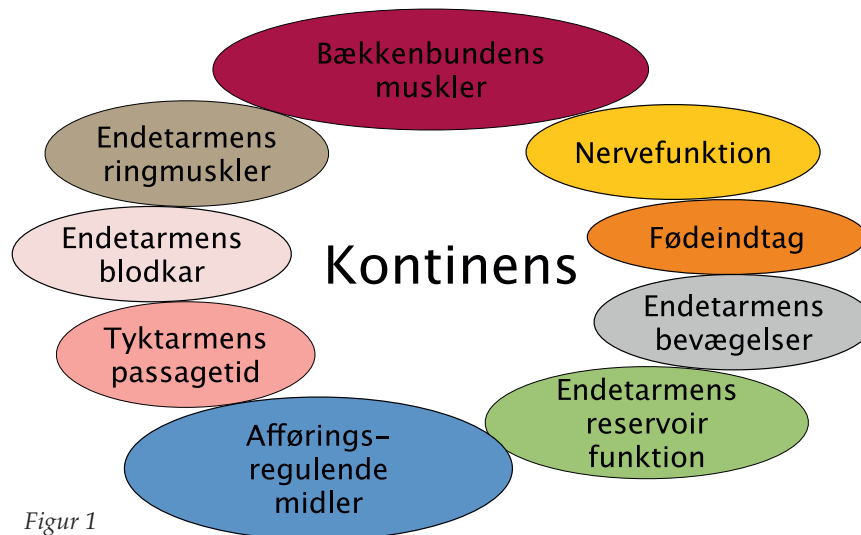 Bækkenbundens
muskler
Endetarmens
ringmuskler
Nervefunktion
Endetarmens
blodkar
Kontinens
Fødeindtag
Endetarmens
bevægelser
Tyktarmens
passagetid
Endetarmens
reservoir
funktion
Afførings-
regulende
midler
Figur 1